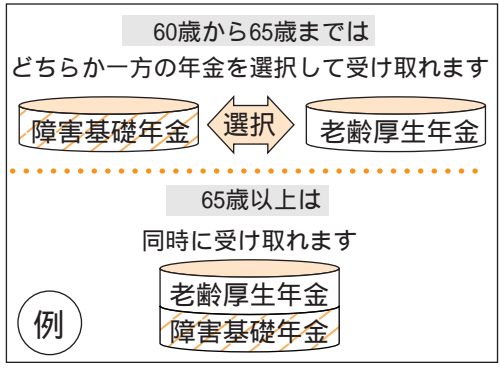 60歳から65歳までは
どちらか一方の年金を選択して受け取れます
障害基礎年金 選択 老齢厚生年金
65歳以上は
同時に受け取れます
老齢厚生年金
障害基礎年金
例